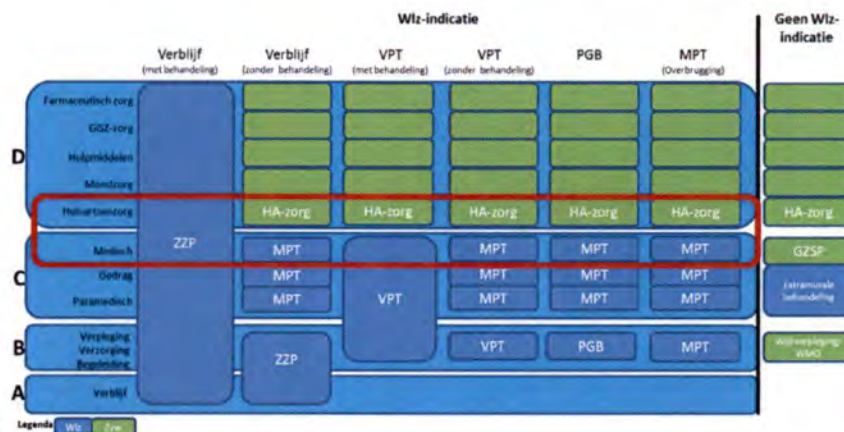 Wlz-indicatie
Geen Wlz-
indicatie
Verblijf
(met behandeling)
Verblijf
(zonder behandeling)
VPT
(met behandeling)
VPT
(zonder behandeling)
PGB
MPT
(Overbrugging)
D
Farmaceutisch zorg
GSZ-zorg
Hulpmiddelen
Mondzorg
Huisartsenzorg
HA-zorg
HA-zorg
HA-zorg
HA-zorg
HA-zorg
HA-zorg
ZZP
Medisch
MPT
MPT
MPT
MPT
GZSP
C
Gedrag
MPT
MPT
MPT
MPT
Extramurale
behandeling
VPT
Paramedisch
MPT
MPT
MPT
MPT
B
Verpleging
Verzorging
Begeleiding
ZZP
VPT
PGB
MPT
Wijkverpleging
WMO
A
Verblijf
Legenda
Wlz
Zvw